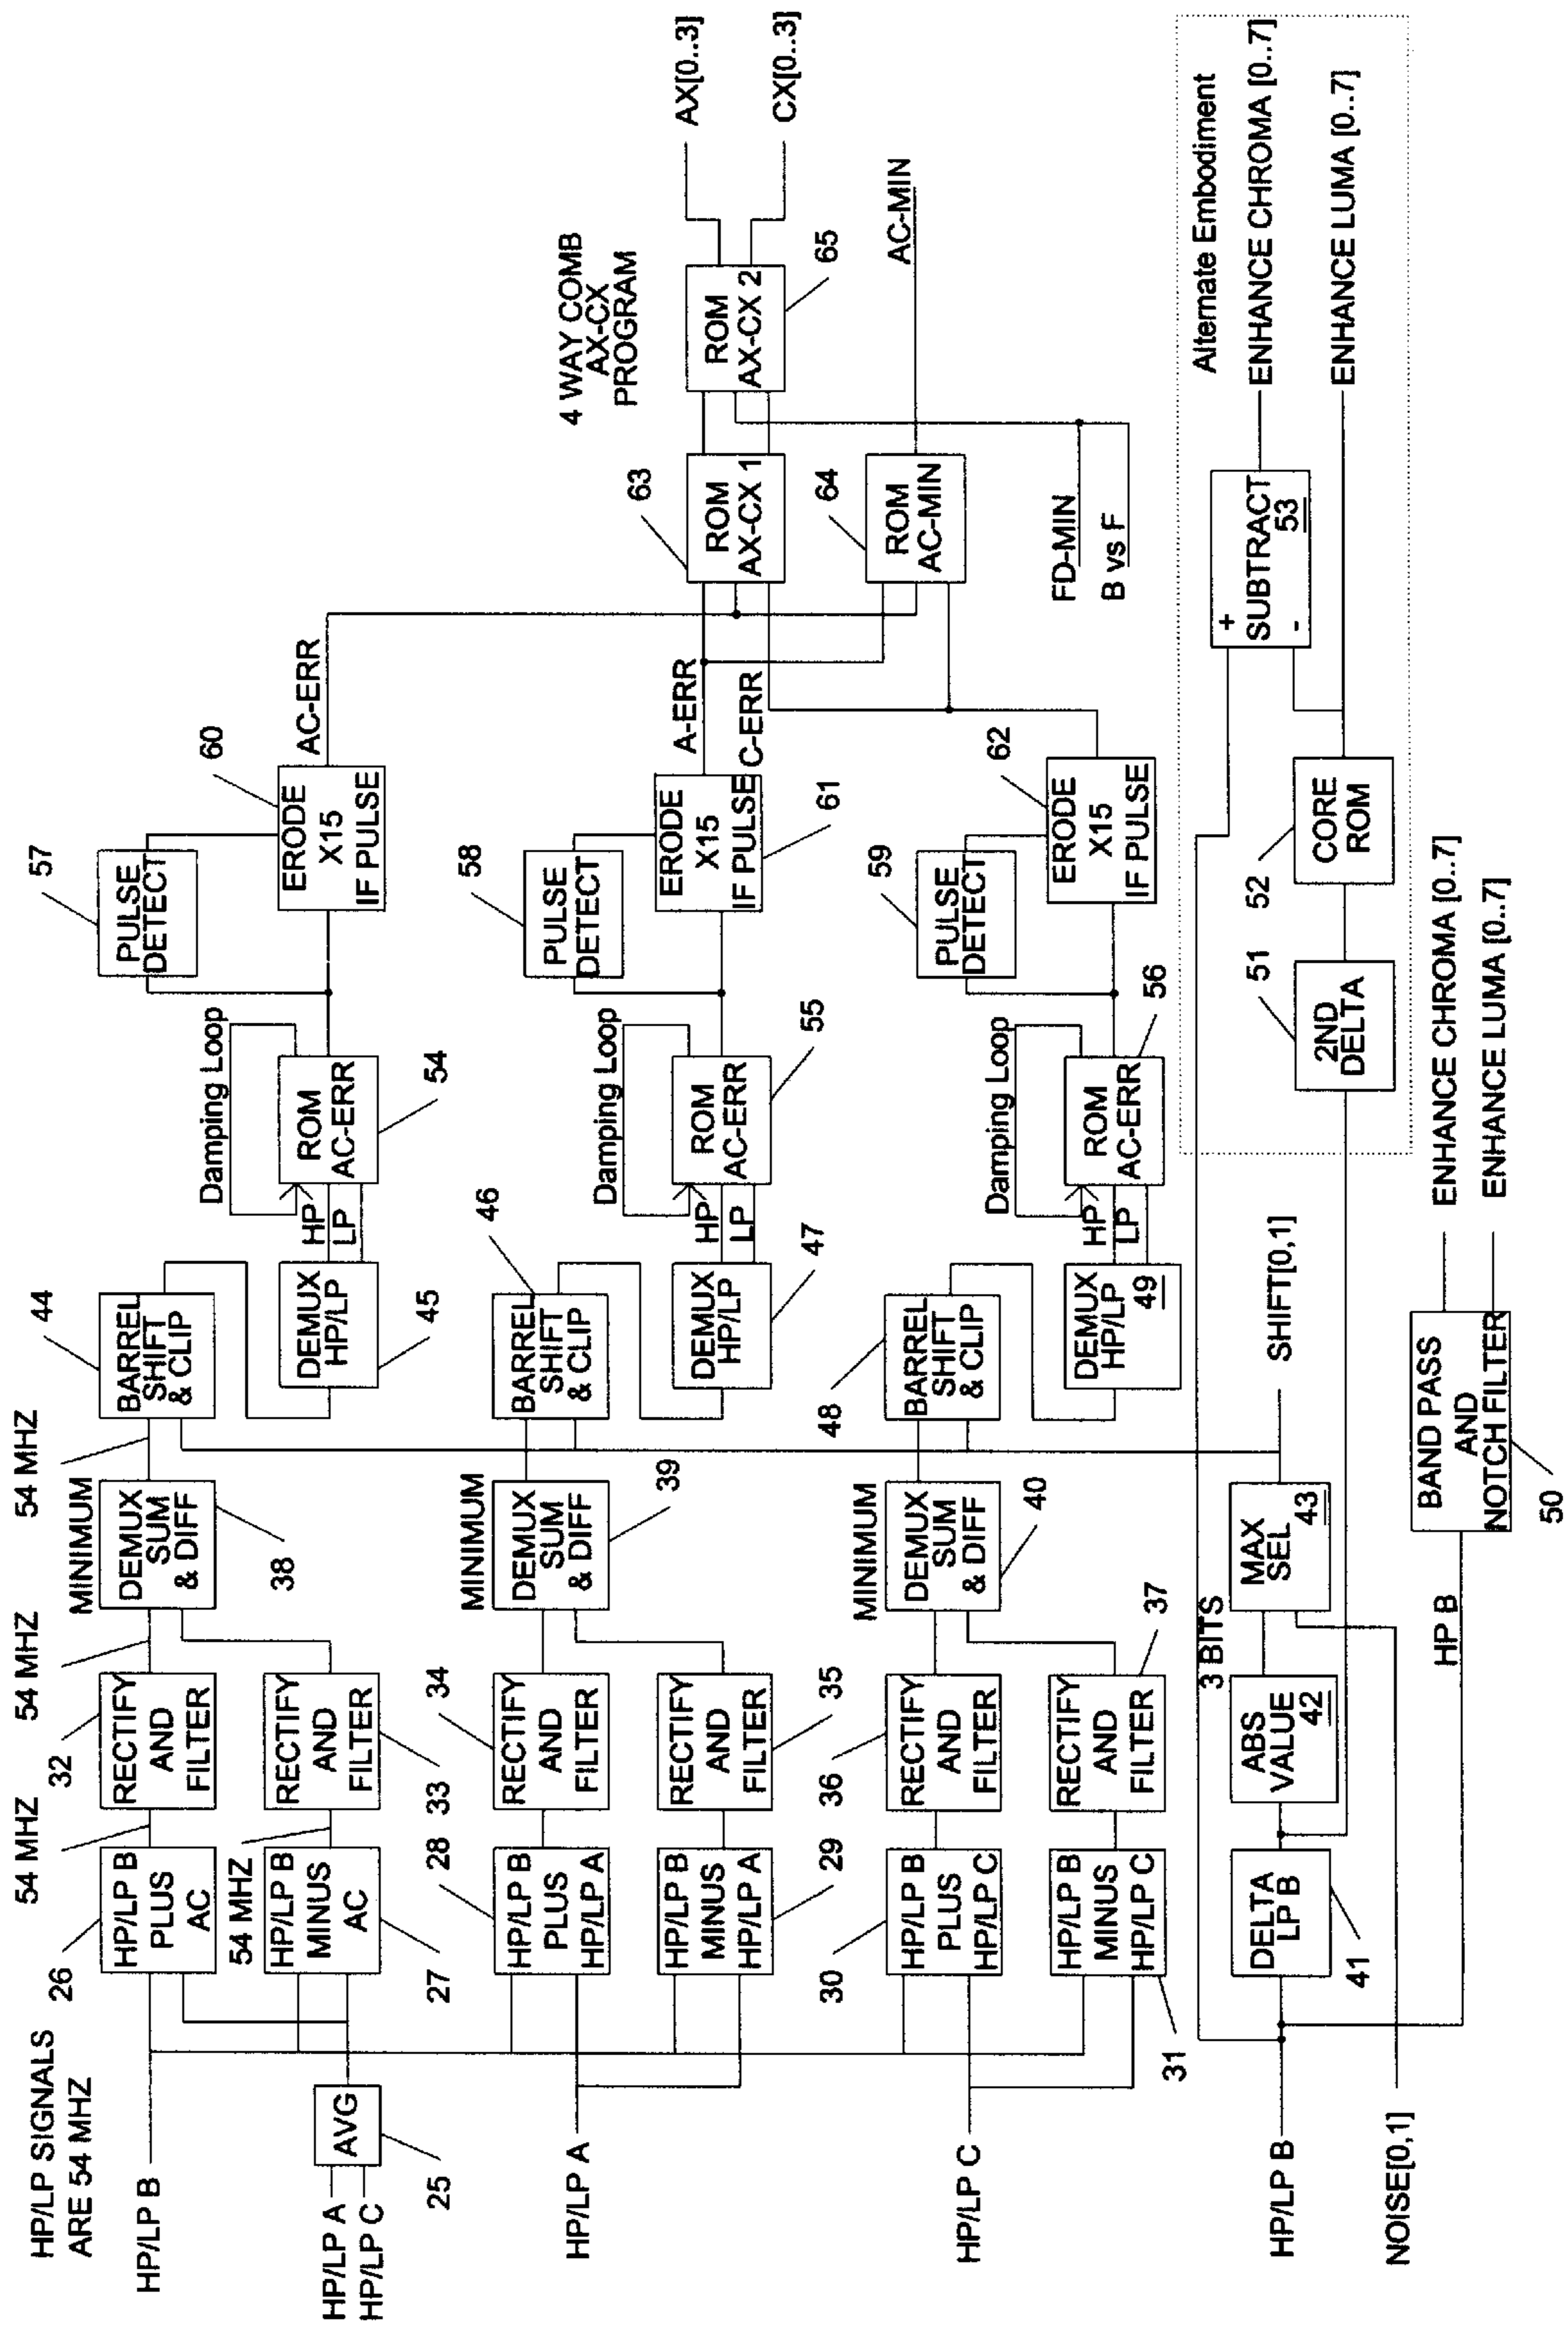 HP/LP SIGNALS
ARE 54 MHZ
HP/LP B
HP/LP A
HP/LP C
AVG
25
26
HP/LP B
PLUS
AC
54 MHZ
HP/LP B
MINUS
AC
27
54 MHZ
54 MHZ
32
RECTIFY
AND
FILTER
RECTIFY
AND
FILTER
33
54 MHZ
MINIMUM
DEMUX
SUM
& DIFF
38
54 MHZ
44
BARREL
SHIFT
& CLIP
DEMUX
HP/LP
45
HP
LP
Damping Loop
ROM
AC-ERR
54
57
PULSE
DETECT
ERODE
X15
IF PULSE
60
AC-ERR
HP/LP A
28
HP/LP B
PLUS
HP/LP A
HP/LP B
MINUS
HP/LP A
29
34
RECTIFY
AND
FILTER
RECTIFY
AND
FILTER
35
MINIMUM
DEMUX
SUM
& DIFF
39
46
BARREL
SHIFT
& CLIP
DEMUX
HP/LP
47
HP
LP
Damping Loop
ROM
AC-ERR
55
58
PULSE
DETECT
ERODE
X15
IF PULSE
61
A-ERR
C-ERR
63
ROM
AX-CX 1
4 WAY COMB
AX-CX
PROGRAM
ROM
AX-CX 2
65
AX[0..3]
CX[0..3]
64
ROM
AC-MIN
AC-MIN
FD-MIN
B vs F
HP/LP C
30
HP/LP B
PLUS
HP/LP C
HP/LP B
MINUS
HP/LP C
31
36
RECTIFY
AND
FILTER
RECTIFY
AND
FILTER
37
MINIMUM
DEMUX
SUM
& DIFF
40
48
BARREL
SHIFT
& CLIP
DEMUX
HP/LP
49
HP
LP
Damping Loop
ROM
AC-ERR
56
59
PULSE
DETECT
ERODE
X15
IF PULSE
62
HP/LP B
NOISE[0,1]
DELTA
LP B
41
ABS
VALUE
42
3 BITS
MAX
SEL
43
SHIFT[0,1]
HP B
BAND PASS
AND
NOTCH FILTER
50
ENHANCE CHROMA [0..7]
ENHANCE LUMA [0..7]
Alternate Embodiment
51
2ND
DELTA
52
CORE
ROM
+
SUBTRACT
-
53
ENHANCE CHROMA [0..7]
ENHANCE LUMA [0..7]